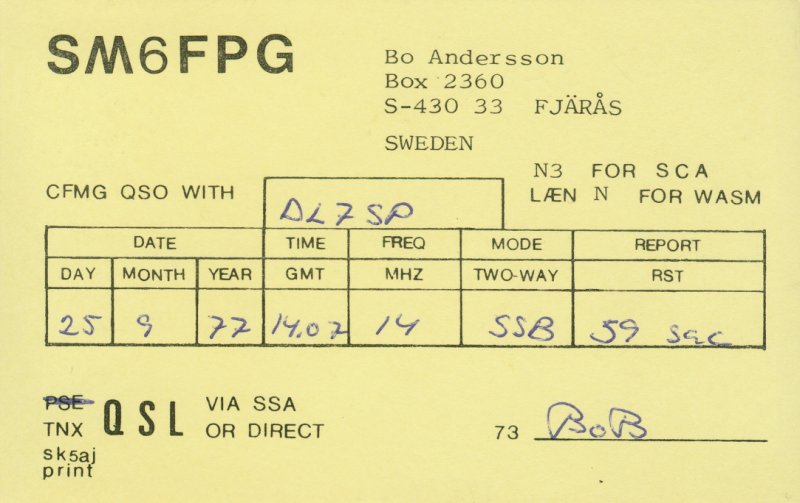 SM6FPG
Bo Andersson
Box 2360
S-430 33 FJÄRÅS
SWEDEN
N3 FOR SCA
LÆN N FOR WASM
CFMG QSO WITH DL7SP
DATE TIME FREQ MODE REPORT
DAY MONTH YEAR GMT MHZ TWO-WAY RST
25 9 77 14.07 14 SSB 59
PSE
TNX QSL VIA SSA
OR DIRECT
73 BoB
sk5aj
print